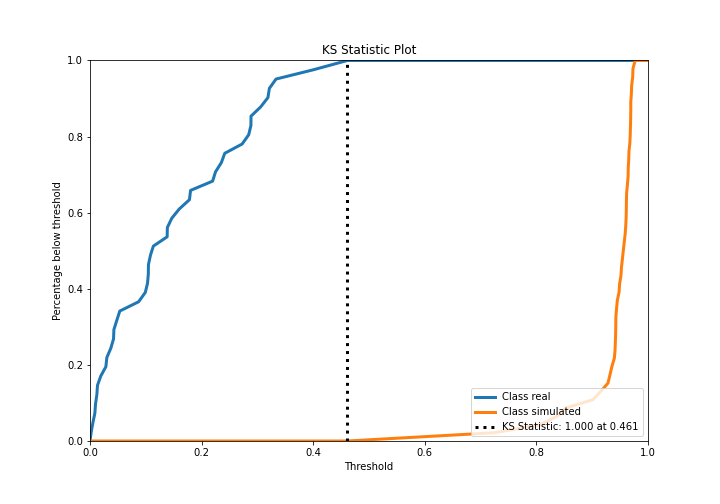 KS Statistic Plot
1.0
0.8
0.6
0.4
0.2
0.0
Percentage below threshold
Class real
Class simulated
KS Statistic: 1.000 at 0.461
0.0 0.2 0.4 0.6 0.8 1.0
Threshold